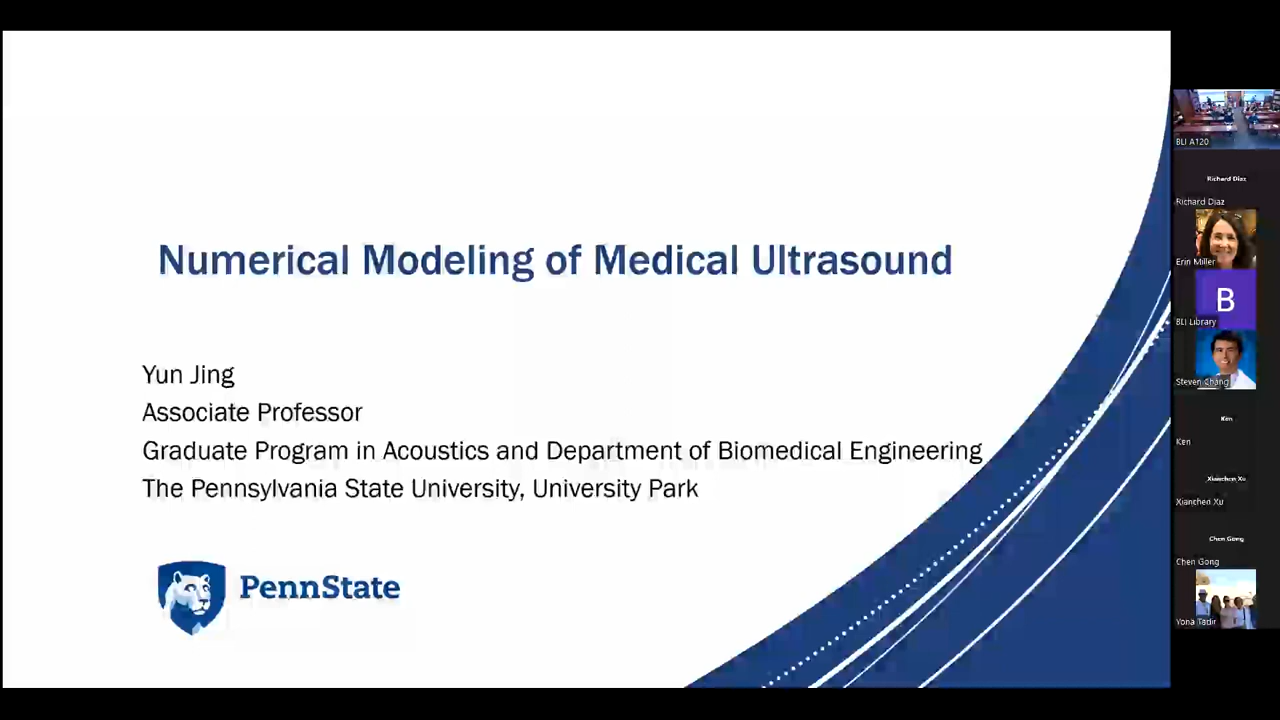 Numerical Modeling of Medical Ultrasound
Yun Jing
Associate Professor
Graduate Program in Acoustics and Department of Biomedical Engineering
The Pennsylvania State University, University Park
PennState
BLI A120
Richard Diaz
Richard Diaz
Erin Miller
B
BLI Library
Steven Chang
Ken
Ken
Xianchen Xu
Xianchen Xu
Chen Gong
Chen Gong
Yona Tadir